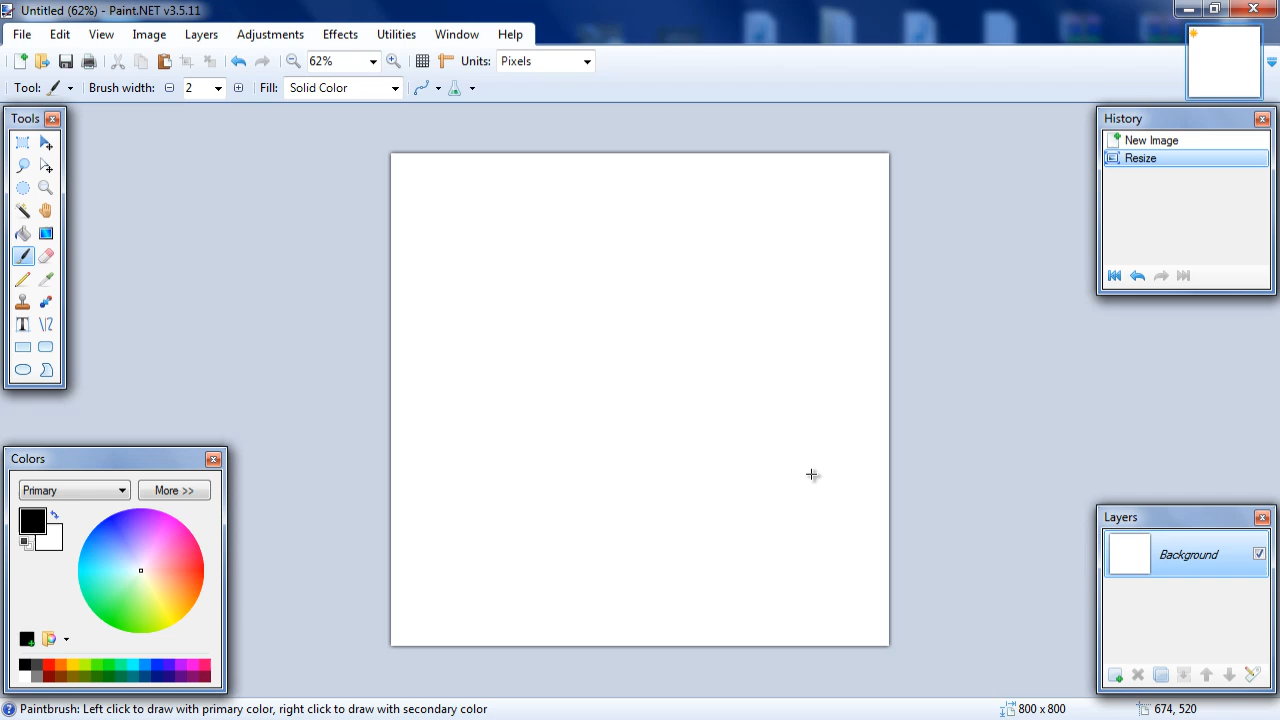 Untitled (62%) - Paint.NET v3.5.11
File Edit View Image Layers Adjustments Effects Utilities Window Help
62% Units: Pixels
Tool: Brush width: 2 Fill: Solid Color
Tools
History
New Image
Resize
Colors
Primary More >>
Layers
Background
Paintbrush: Left click to draw with primary color, right click to draw with secondary color 800 x 800 674, 520